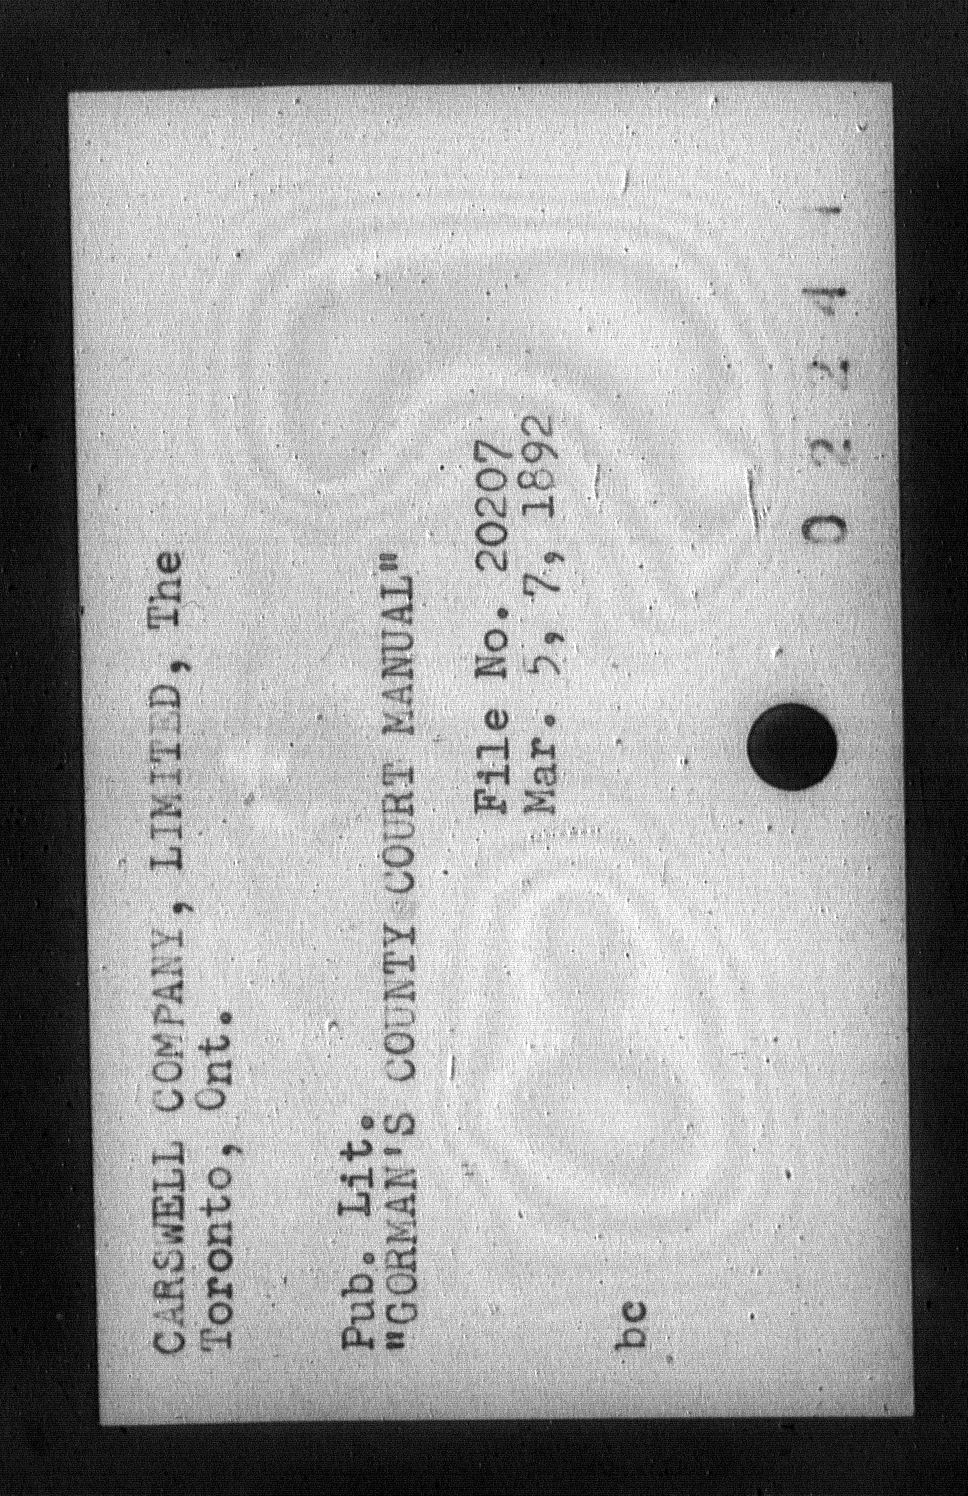 CARSWELL COMPANY, LIMITED, The
Toronto, Ont.
Pub. Lit.
"GORMAN'S COUNTY COURT MANUAL"
File No. 20207
Mar. 5, 7, 1892
bc
0 2 2 4 1